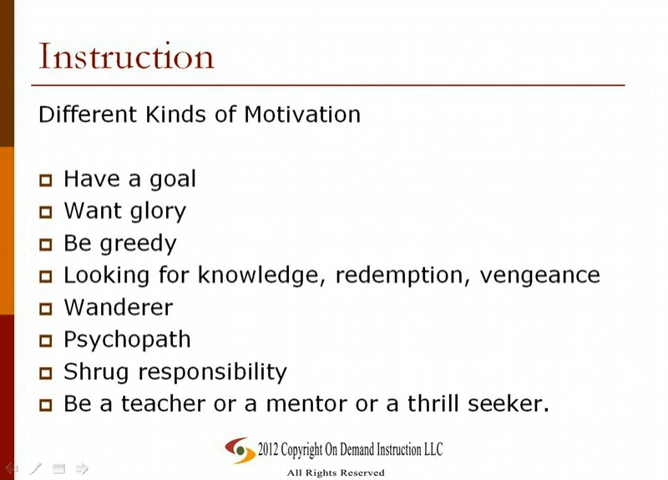 Instruction
Different Kinds of Motivation
Have a goal
Want glory
Be greedy
Looking for knowledge, redemption, vengeance
Wanderer
Psychopath
Shrug responsibility
Be a teacher or a mentor or a thrill seeker.
2012 Copyright On Demand Instruction LLC
All Rights Reserved